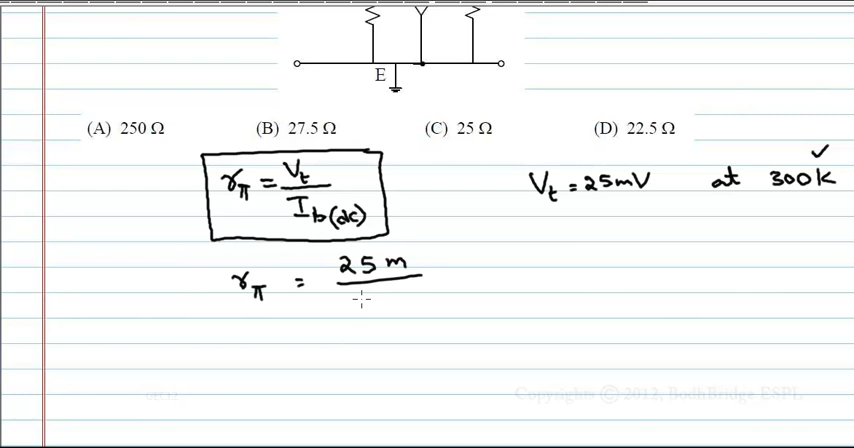 E
(A) 250 Ω (B) 27.5 Ω (C) 25 Ω (D) 22.5 Ω
rπ = Vt / Ib(dc) Vt = 25mV at 300k ✓
rπ = 25 m
Copyrights © 2012, BodhBridge ESPL